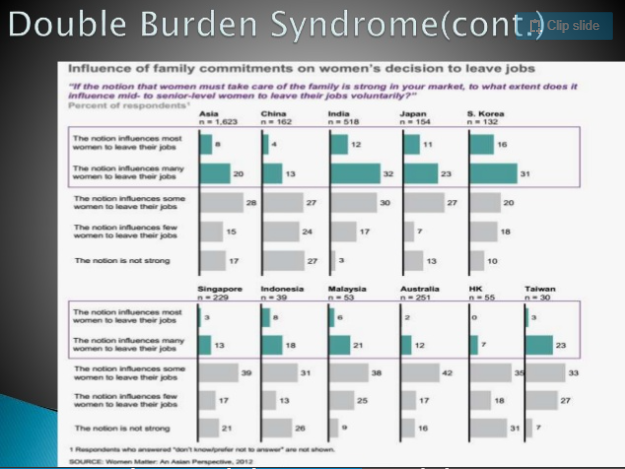 Double Burden Syndrome(cont.)
Clip slide
Influence of family commitments on women's decision to leave jobs
"If the notion that women must take care of the family is strong in your market, to what extent does it
influence mid- to senior-level women to leave their jobs voluntarily?"
Percent of respondents¹
Asia China India Japan S. Korea
n = 1,623 n = 162 n = 518 n = 154 n = 132
The notion influences most
women to leave their jobs
8 4 12 11 16
The notion influences many
women to leave their jobs
20 13 32 23 31
The notion influences some
women to leave their jobs
28 27 30 27 20
The notion influences few
women to leave their jobs
15 24 17 7 18
The notion is not strong
17 27 3 13 10
Singapore Indonesia Malaysia Australia HK Taiwan
n = 229 n = 39 n = 53 n = 251 n = 55 n = 30
The notion influences most
women to leave their jobs
3 8 6 2 0 3
The notion influences many
women to leave their jobs
13 18 21 12 7 23
The notion influences some
women to leave their jobs
39 31 38 42 35 33
The notion influences few
women to leave their jobs
17 13 25 17 18 27
The notion is not strong
21 26 9 16 31 7
1 Respondents who answered "don't know/prefer not to answer" are not shown.
SOURCE: Women Matter: An Asian Perspective, 2012